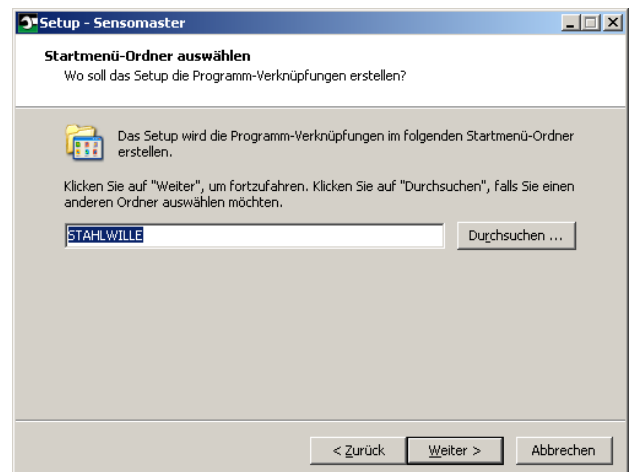 Setup - Sensomaster
Startmenü-Ordner auswählen
Wo soll das Setup die Programm-Verknüpfungen erstellen?
Das Setup wird die Programm-Verknüpfungen im folgenden Startmenü-Ordner
erstellen.
Klicken Sie auf "Weiter", um fortzufahren. Klicken Sie auf "Durchsuchen", falls Sie einen
anderen Ordner auswählen möchten.
STAHLWILLE
Durchsuchen ...
< Zurück
Weiter >
Abbrechen